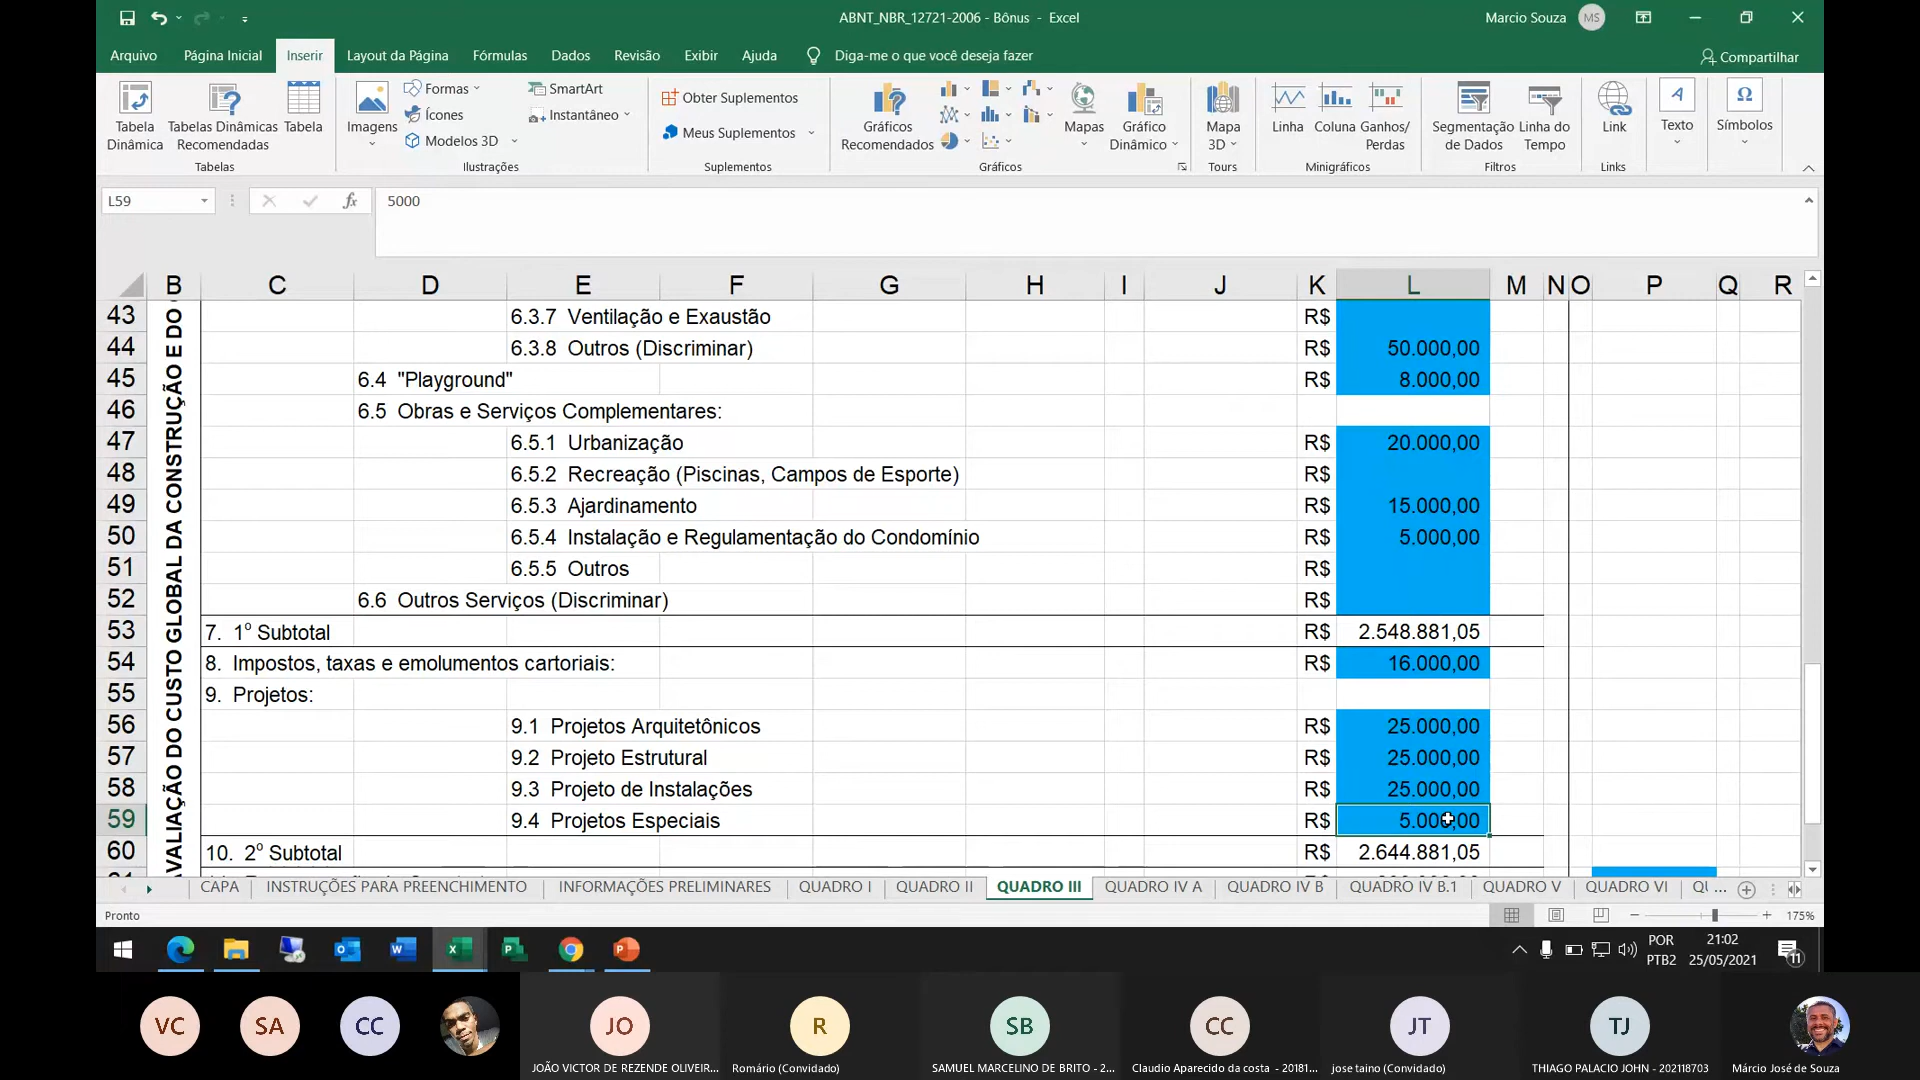 ABNT_NBR_12721-2006 - Bônus - Excel
Marcio Souza MS
Arquivo Página Inicial Inserir Layout da Página Fórmulas Dados Revisão Exibir Ajuda Diga-me o que você deseja fazer Compartilhar
Tabela Dinâmica
Tabelas Dinâmicas Recomendadas
Tabela
Tabelas
Imagens
Formas
Ícones
Modelos 3D
SmartArt
Instantâneo
Ilustrações
Obter Suplementos
Meus Suplementos
Suplementos
Gráficos Recomendados
Mapas
Gráfico Dinâmico
Gráficos
Mapa 3D
Tours
Linha
Coluna
Ganhos/ Perdas
Minigráficos
Segmentação de Dados
Linha do Tempo
Filtros
Link
Links
Texto
Símbolos
L59 fx 5000
B C D E F G H I J K L M N O P Q R
AVALIAÇÃO DO CUSTO GLOBAL DA CONSTRUÇÃO E DO
43 6.3.7 Ventilação e Exaustão R$
44 6.3.8 Outros (Discriminar) R$ 50.000,00
45 6.4 "Playground" R$ 8.000,00
46 6.5 Obras e Serviços Complementares:
47 6.5.1 Urbanização R$ 20.000,00
48 6.5.2 Recreação (Piscinas, Campos de Esporte) R$
49 6.5.3 Ajardinamento R$ 15.000,00
50 6.5.4 Instalação e Regulamentação do Condomínio R$ 5.000,00
51 6.5.5 Outros R$
52 6.6 Outros Serviços (Discriminar) R$
53 7. 1º Subtotal R$ 2.548.881,05
54 8. Impostos, taxas e emolumentos cartoriais: R$ 16.000,00
55 9. Projetos:
56 9.1 Projetos Arquitetônicos R$ 25.000,00
57 9.2 Projeto Estrutural R$ 25.000,00
58 9.3 Projeto de Instalações R$ 25.000,00
59 9.4 Projetos Especiais R$ 5.000,00
60 10. 2º Subtotal R$ 2.644.881,05
CAPA INSTRUÇÕES PARA PREENCHIMENTO INFORMAÇÕES PRELIMINARES QUADRO I QUADRO II QUADRO III QUADRO IV A QUADRO IV B QUADRO IV B.1 QUADRO V QUADRO VI QU ...
Pronto 175%
POR 21:02
PTB2 25/05/2021 11
VC SA CC JO R SB CC JT TJ
JOÃO VICTOR DE REZENDE OLIVEIR... Romário (Convidado) SAMUEL MARCELINO DE BRITO - 2... Claudio Aparecido da costa - 20181... jose taino (Convidado) THIAGO PALACIO JOHN - 202118703 Márcio José de Souza